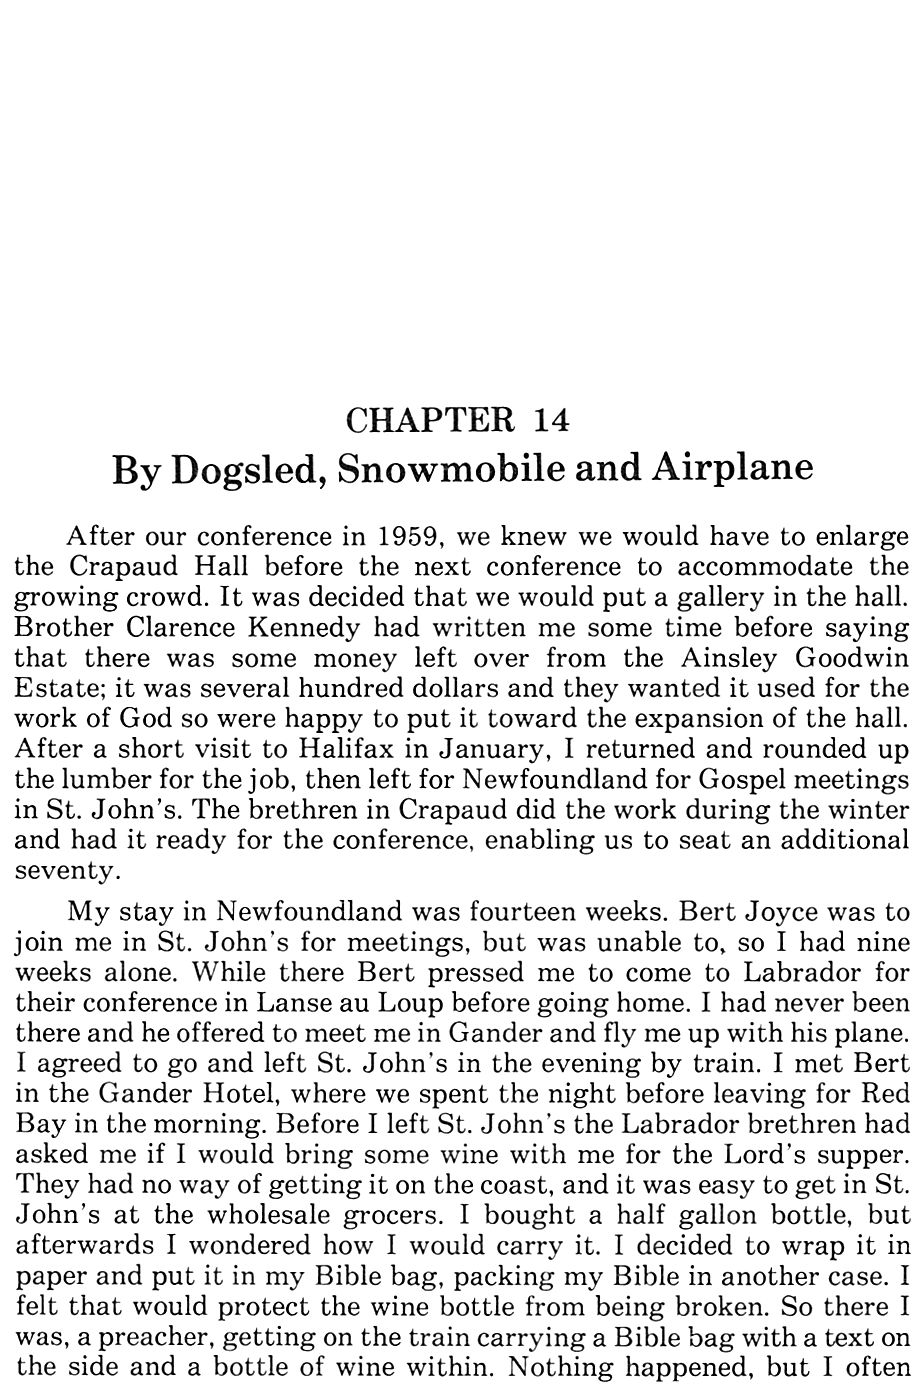 CHAPTER 14
By Dogsled, Snowmobile and Airplane
After our conference in 1959, we knew we would have to enlarge
the Crapaud Hall before the next conference to accommodate the
growing crowd. It was decided that we would put a gallery in the hall.
Brother Clarence Kennedy had written me some time before saying
that there was some money left over from the Ainsley Goodwin
Estate; it was several hundred dollars and they wanted it used for the
work of God so were happy to put it toward the expansion of the hall.
After a short visit to Halifax in January, I returned and rounded up
the lumber for the job, then left for Newfoundland for Gospel meetings
in St. John's. The brethren in Crapaud did the work during the winter
and had it ready for the conference, enabling us to seat an additional
seventy.
My stay in Newfoundland was fourteen weeks. Bert Joyce was to
join me in St. John's for meetings, but was unable to, so I had nine
weeks alone. While there Bert pressed me to come to Labrador for
their conference in Lanse au Loup before going home. I had never been
there and he offered to meet me in Gander and fly me up with his plane.
I agreed to go and left St. John's in the evening by train. I met Bert
in the Gander Hotel, where we spent the night before leaving for Red
Bay in the morning. Before I left St. John's the Labrador brethren had
asked me if I would bring some wine with me for the Lord's supper.
They had no way of getting it on the coast, and it was easy to get in St.
John's at the wholesale grocers. I bought a half gallon bottle, but
afterwards I wondered how I would carry it. I decided to wrap it in
paper and put it in my Bible bag, packing my Bible in another case. I
felt that would protect the wine bottle from being broken. So there I
was, a preacher, getting on the train carrying a Bible bag with a text on
the side and a bottle of wine within. Nothing happened, but I often